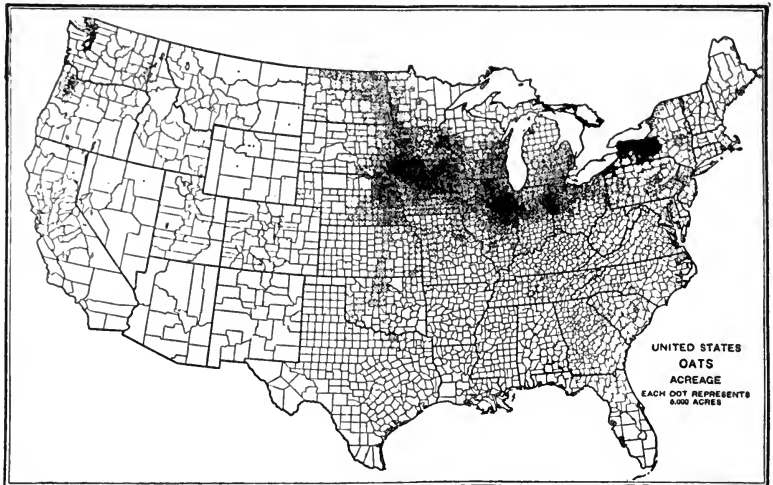 UNITED STATES
OATS
ACREAGE
EACH DOT REPRESENTS
5,000 ACRES